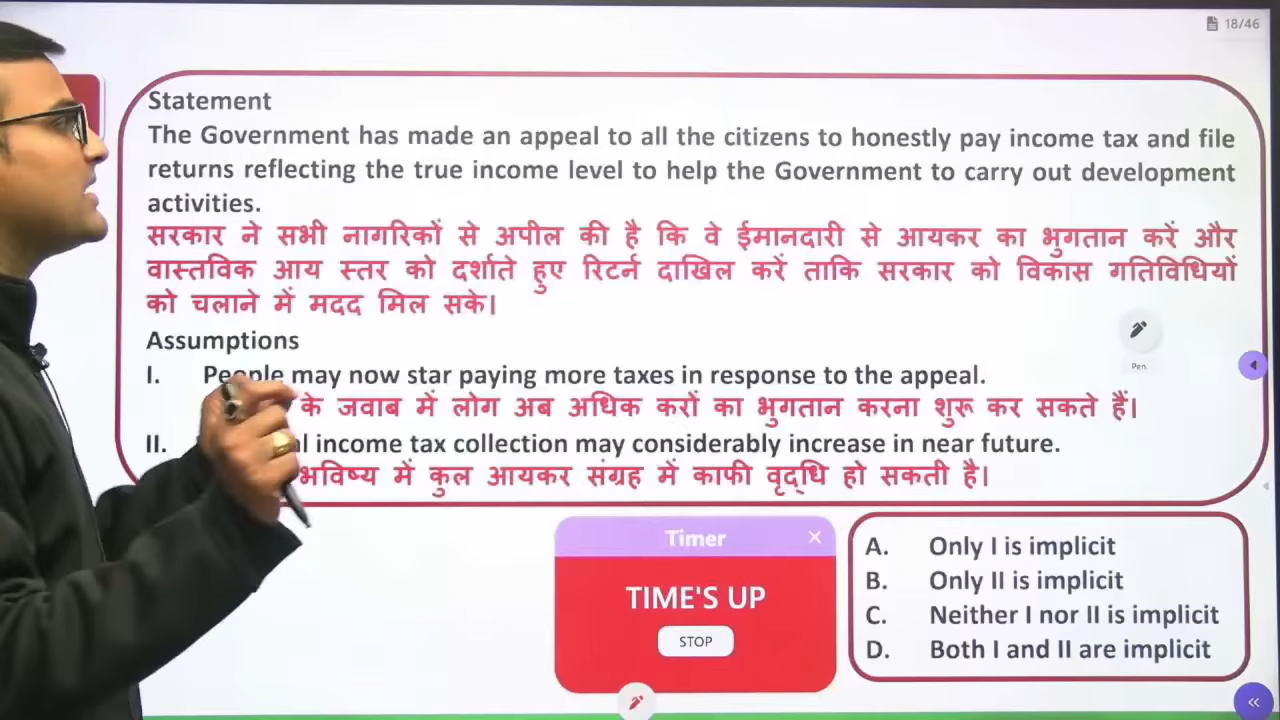 18/46
Statement
The Government has made an appeal to all the citizens to honestly pay income tax and file
returns reflecting the true income level to help the Government to carry out development
activities.
सरकार ने सभी नागरिकों से अपील की है कि वे ईमानदारी से आयकर का भुगतान करें और
वास्तविक आय स्तर को दर्शाते हुए रिटर्न दाखिल करें ताकि सरकार को विकास गतिविधियों
को चलाने में मदद मिल सके।
Assumptions
I. People may now star paying more taxes in response to the appeal.
के जवाब में लोग अब अधिक करों का भुगतान करना शुरू कर सकते हैं।
II. income tax collection may considerably increase in near future.
भविष्य में कुल आयकर संग्रह में काफी वृद्धि हो सकती है।
Pen
Timer
TIME'S UP
STOP
A. Only I is implicit
B. Only II is implicit
C. Neither I nor II is implicit
D. Both I and II are implicit